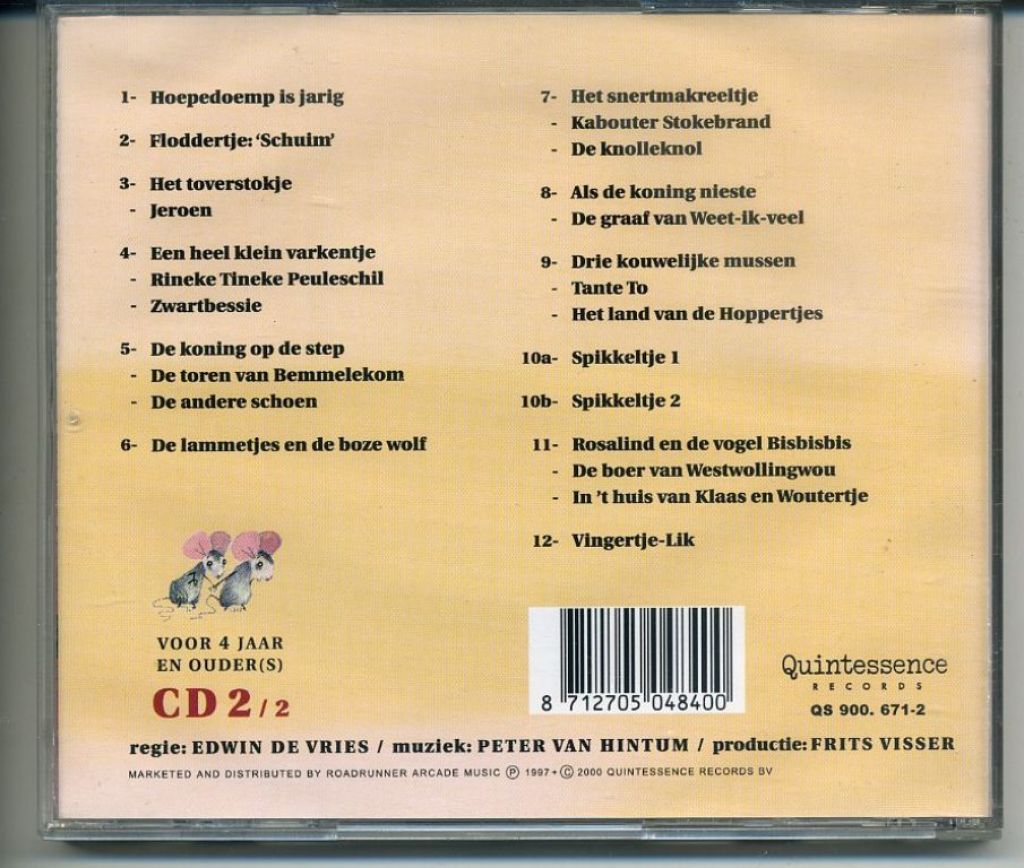 1- Hoepedoemp is jarig
2- Floddertje: ‘Schuim’
3- Het toverstokje
- Jeroen
4- Een heel klein varkentje
- Rineke Tineke Peuleschil
- Zwartbessie
5- De koning op de step
- De toren van Bemmelekom
- De andere schoen
6- De lammetjes en de boze wolf
7- Het snertmakreeltje
- Kabouter Stokebrand
- De knolleknol
8- Als de koning nieste
- De graaf van Weet-ik-veel
9- Drie kouwelijke mussen
- Tante To
- Het land van de Hoppertjes
10a- Spikkeltje 1
10b- Spikkeltje 2
11- Rosalind en de vogel Bisbisbis
- De boer van Westwollingwou
- In ’t huis van Klaas en Woutertje
12- Vingertje-Lik
VOOR 4 JAAR
EN OUDER(S)
CD 2 / 2
8 712705 048400
Quintessence
RECORDS
QS 900. 671-2
regie: EDWIN DE VRIES / muziek: PETER VAN HINTUM / productie: FRITS VISSER
MARKETED AND DISTRIBUTED BY ROADRUNNER ARCADE MUSIC Ⓟ 1997 + Ⓒ 2000 QUINTESSENCE RECORDS BV